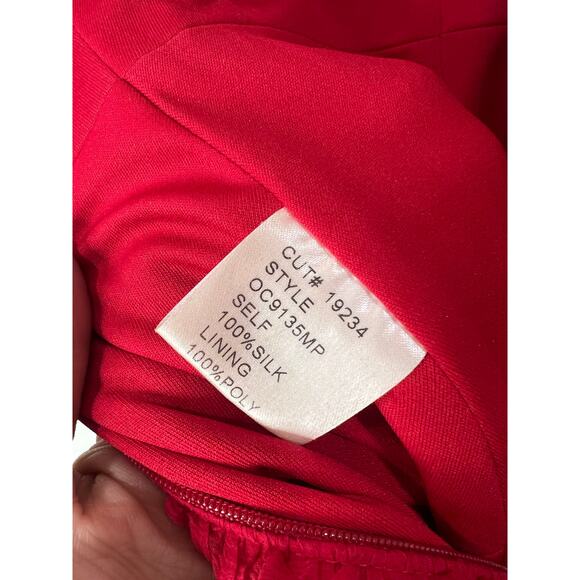 CUT# 19234
STYLE
OC9135MP
SELF
100%SILK
LINING
100%POLY